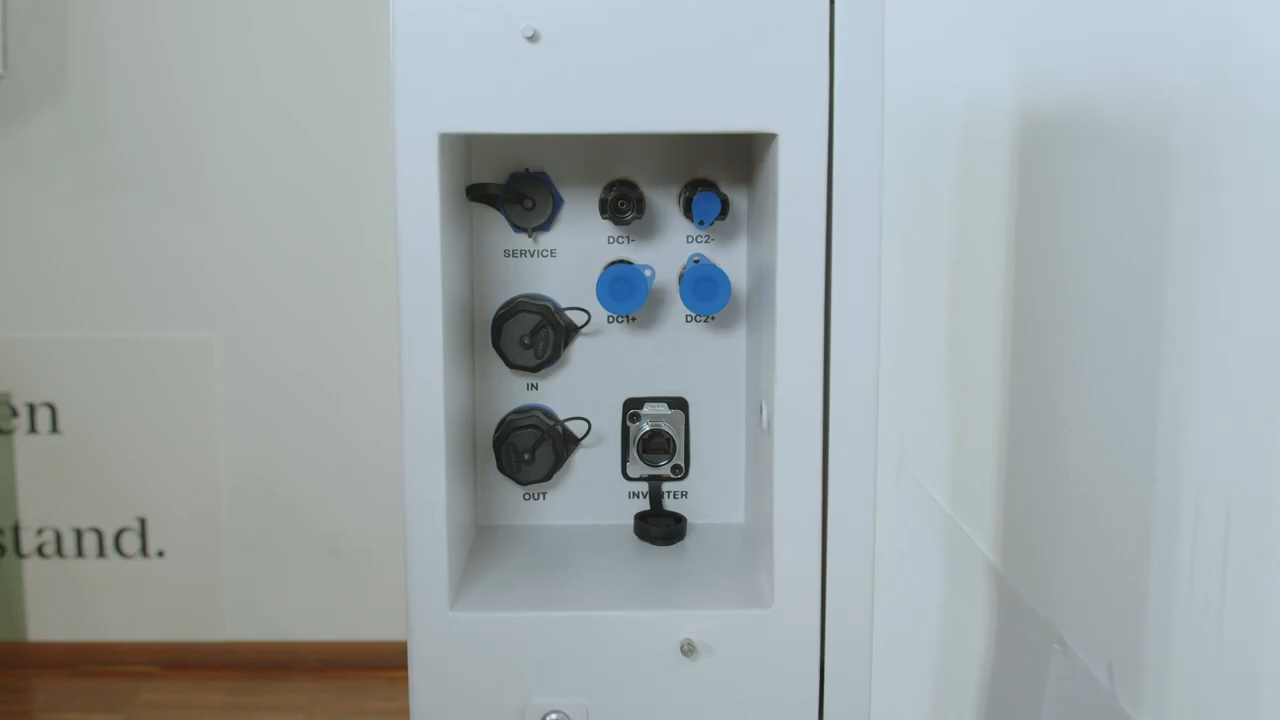 SERVICE
DC1-
DC2-
DC1+
DC2+
IN
OUT
INVERTER
en
stand.